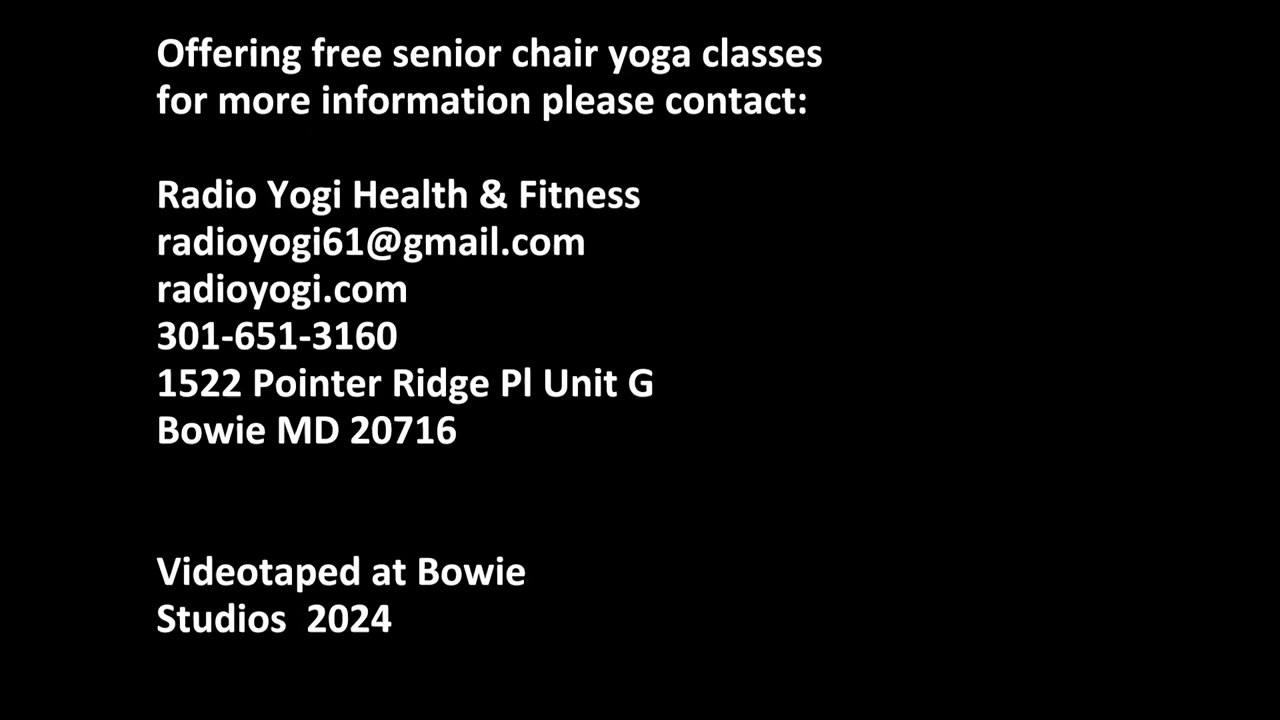 Offering free senior chair yoga classes
for more information please contact:
Radio Yogi Health & Fitness
radioyogi61@gmail.com
radioyogi.com
301-651-3160
1522 Pointer Ridge Pl Unit G
Bowie MD 20716
Videotaped at Bowie
Studios  2024